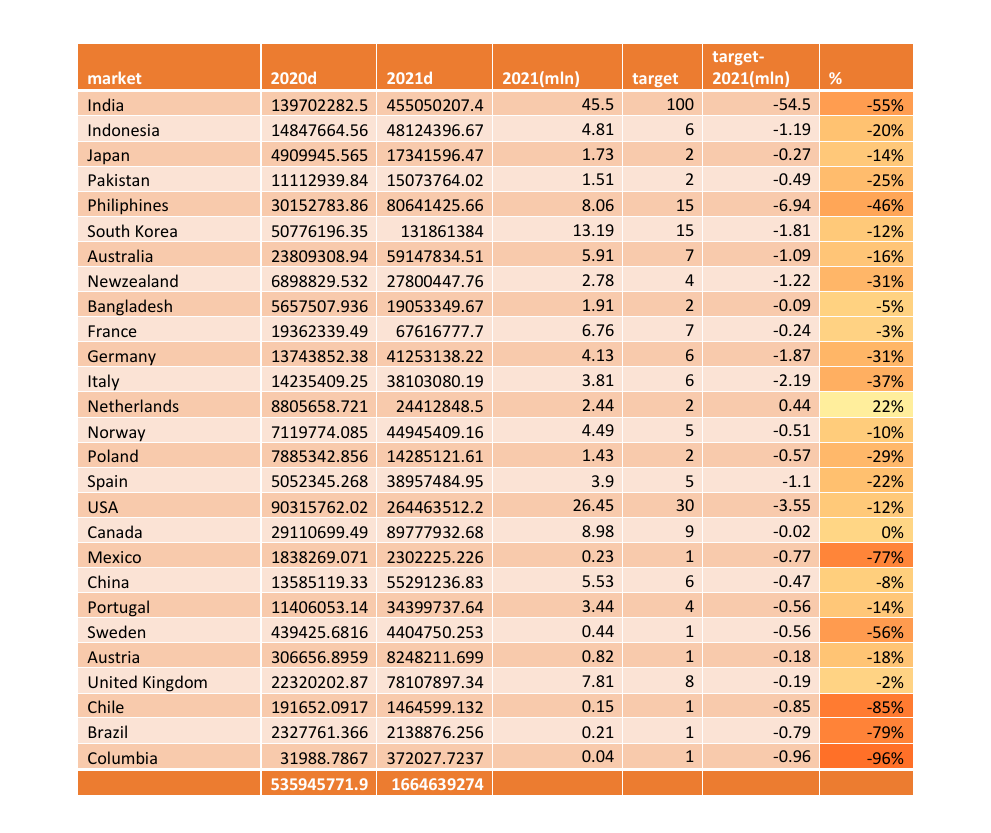 target-
market 2020d 2021d 2021(mln) target 2021(mln) %
India 139702282.5 455050207.4 45.5 100 -54.5 -55%
Indonesia 14847664.56 48124396.67 4.81 6 -1.19 -20%
Japan 4909945.565 17341596.47 1.73 2 -0.27 -14%
Pakistan 11112939.84 15073764.02 1.51 2 -0.49 -25%
Philiphines 30152783.86 80641425.66 8.06 15 -6.94 -46%
South Korea 50776196.35 131861384 13.19 15 -1.81 -12%
Australia 23809308.94 59147834.51 5.91 7 -1.09 -16%
Newzealand 6898829.532 27800447.76 2.78 4 -1.22 -31%
Bangladesh 5657507.936 19053349.67 1.91 2 -0.09 -5%
France 19362339.49 67616777.7 6.76 7 -0.24 -3%
Germany 13743852.38 41253138.22 4.13 6 -1.87 -31%
Italy 14235409.25 38103080.19 3.81 6 -2.19 -37%
Netherlands 8805658.721 24412848.5 2.44 2 0.44 22%
Norway 7119774.085 44945409.16 4.49 5 -0.51 -10%
Poland 7885342.856 14285121.61 1.43 2 -0.57 -29%
Spain 5052345.268 38957484.95 3.9 5 -1.1 -22%
USA 90315762.02 264463512.2 26.45 30 -3.55 -12%
Canada 29110699.49 89777932.68 8.98 9 -0.02 0%
Mexico 1838269.071 2302225.226 0.23 1 -0.77 -77%
China 13585119.33 55291236.83 5.53 6 -0.47 -8%
Portugal 11406053.14 34399737.64 3.44 4 -0.56 -14%
Sweden 439425.6816 4404750.253 0.44 1 -0.56 -56%
Austria 306656.8959 8248211.699 0.82 1 -0.18 -18%
United Kingdom 22320202.87 78107897.34 7.81 8 -0.19 -2%
Chile 191652.0917 1464599.132 0.15 1 -0.85 -85%
Brazil 2327761.366 2138876.256 0.21 1 -0.79 -79%
Columbia 31988.7867 372027.7237 0.04 1 -0.96 -96%
535945771.9 1664639274